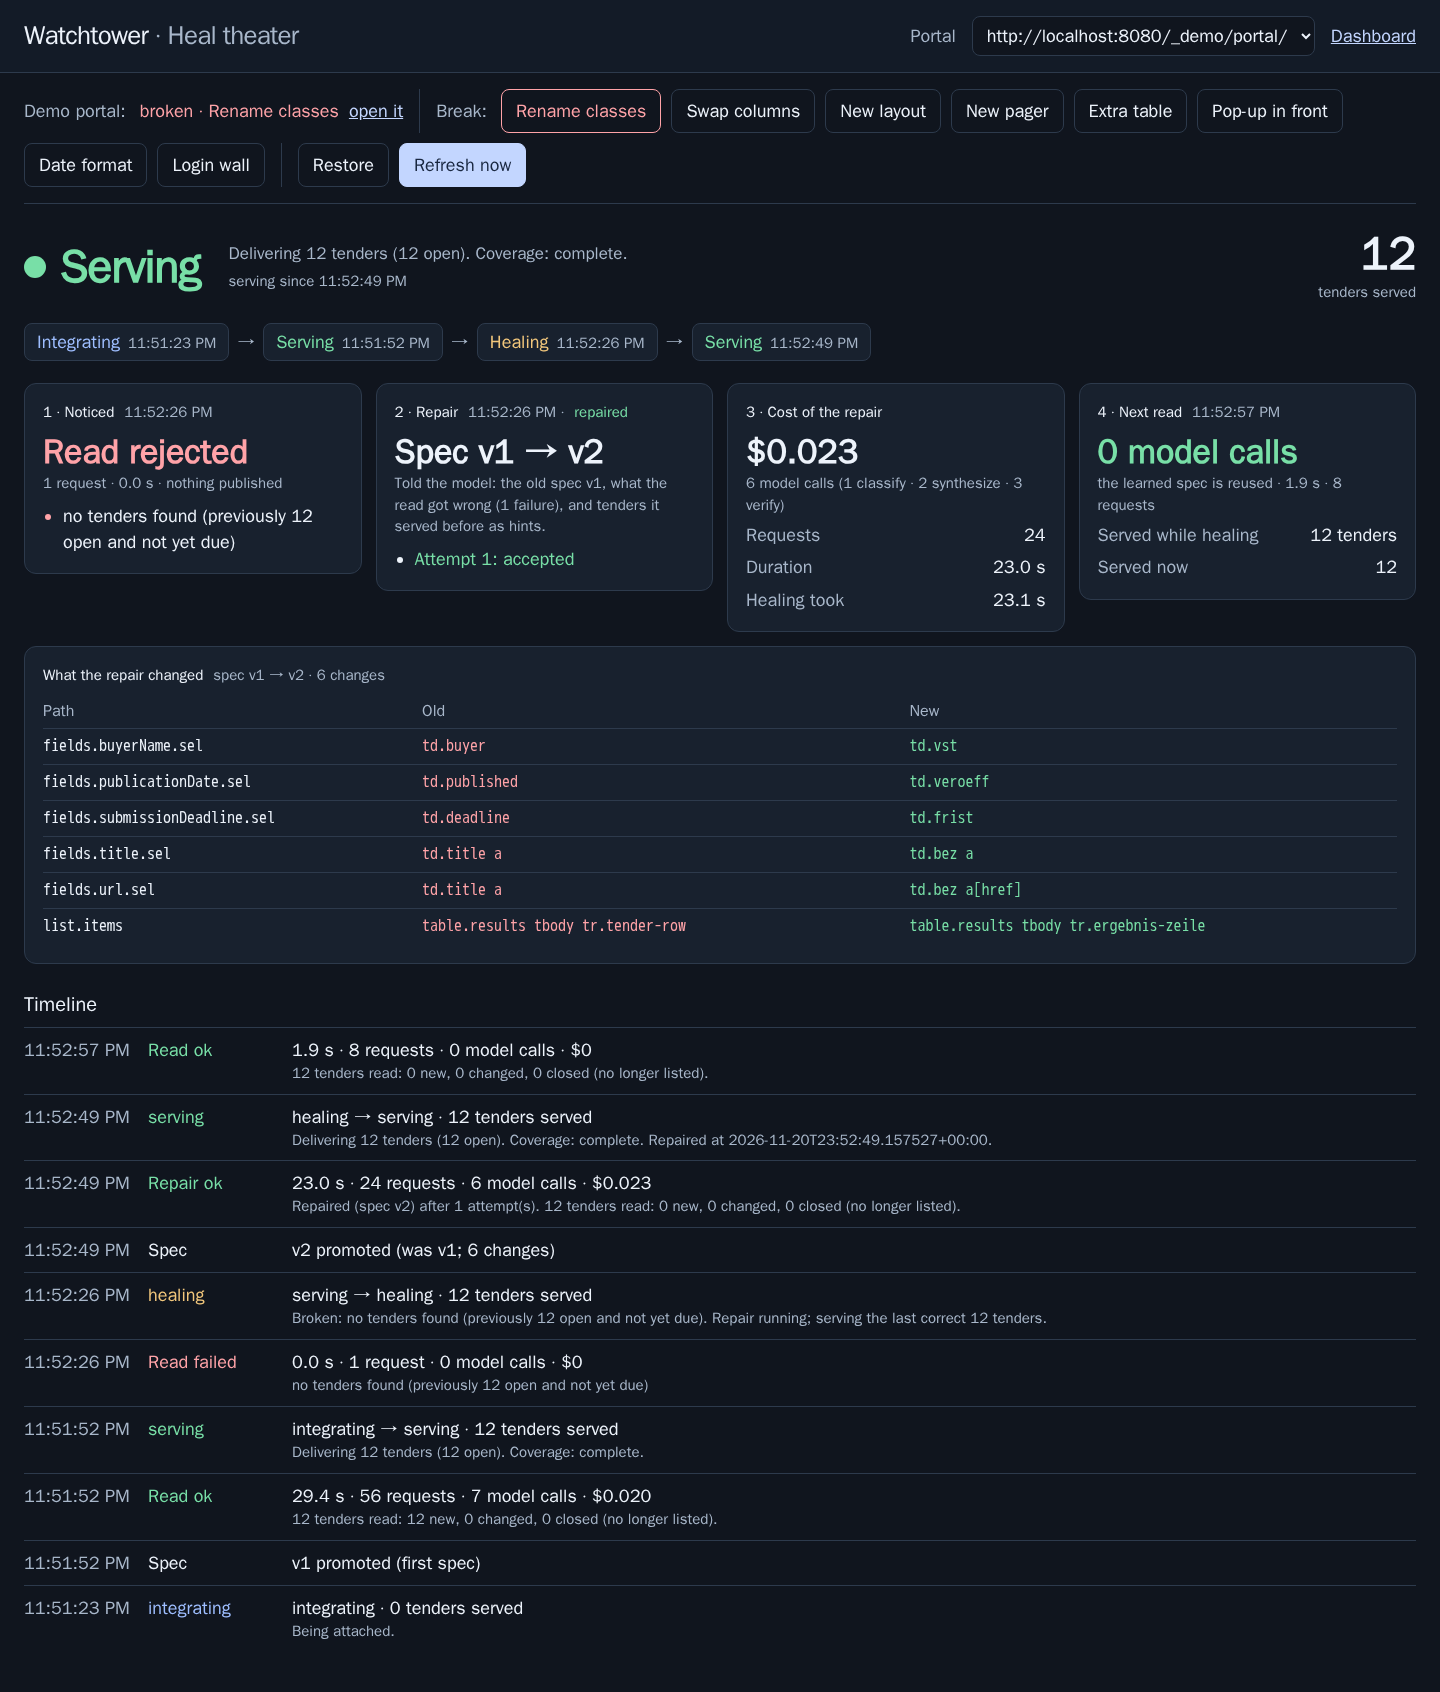 Watchtower · Heal theater
Portal http://localhost:8080/_demo/portal/ Dashboard
Demo portal: broken · Rename classes open it Break: Rename classes Swap columns New layout New pager Extra table Pop-up in front
Date format Login wall Restore Refresh now
Serving
Delivering 12 tenders (12 open). Coverage: complete.
serving since 11:52:49 PM
12
tenders served
Integrating 11:51:23 PM → Serving 11:51:52 PM → Healing 11:52:26 PM → Serving 11:52:49 PM
1 · Noticed 11:52:26 PM
Read rejected
1 request · 0.0 s · nothing published
• no tenders found (previously 12
open and not yet due)
2 · Repair 11:52:26 PM · repaired
Spec v1 → v2
Told the model: the old spec v1, what the
read got wrong (1 failure), and tenders it
served before as hints.
• Attempt 1: accepted
3 · Cost of the repair
$0.023
6 model calls (1 classify · 2 synthesize · 3
verify)
Requests 24
Duration 23.0 s
Healing took 23.1 s
4 · Next read 11:52:57 PM
0 model calls
the learned spec is reused · 1.9 s · 8
requests
Served while healing 12 tenders
Served now 12
What the repair changed spec v1 → v2 · 6 changes
Path Old New
fields.buyerName.sel td.buyer td.vst
fields.publicationDate.sel td.published td.veroeff
fields.submissionDeadline.sel td.deadline td.frist
fields.title.sel td.title a td.bez a
fields.url.sel td.title a td.bez a[href]
list.items table.results tbody tr.tender-row table.results tbody tr.ergebnis-zeile
Timeline
11:52:57 PM Read ok 1.9 s · 8 requests · 0 model calls · $0
12 tenders read: 0 new, 0 changed, 0 closed (no longer listed).
11:52:49 PM serving healing → serving · 12 tenders served
Delivering 12 tenders (12 open). Coverage: complete. Repaired at 2026-11-20T23:52:49.157527+00:00.
11:52:49 PM Repair ok 23.0 s · 24 requests · 6 model calls · $0.023
Repaired (spec v2) after 1 attempt(s). 12 tenders read: 0 new, 0 changed, 0 closed (no longer listed).
11:52:49 PM Spec v2 promoted (was v1; 6 changes)
11:52:26 PM healing serving → healing · 12 tenders served
Broken: no tenders found (previously 12 open and not yet due). Repair running; serving the last correct 12 tenders.
11:52:26 PM Read failed 0.0 s · 1 request · 0 model calls · $0
no tenders found (previously 12 open and not yet due)
11:51:52 PM serving integrating → serving · 12 tenders served
Delivering 12 tenders (12 open). Coverage: complete.
11:51:52 PM Read ok 29.4 s · 56 requests · 7 model calls · $0.020
12 tenders read: 12 new, 0 changed, 0 closed (no longer listed).
11:51:52 PM Spec v1 promoted (first spec)
11:51:23 PM integrating integrating · 0 tenders served
Being attached.